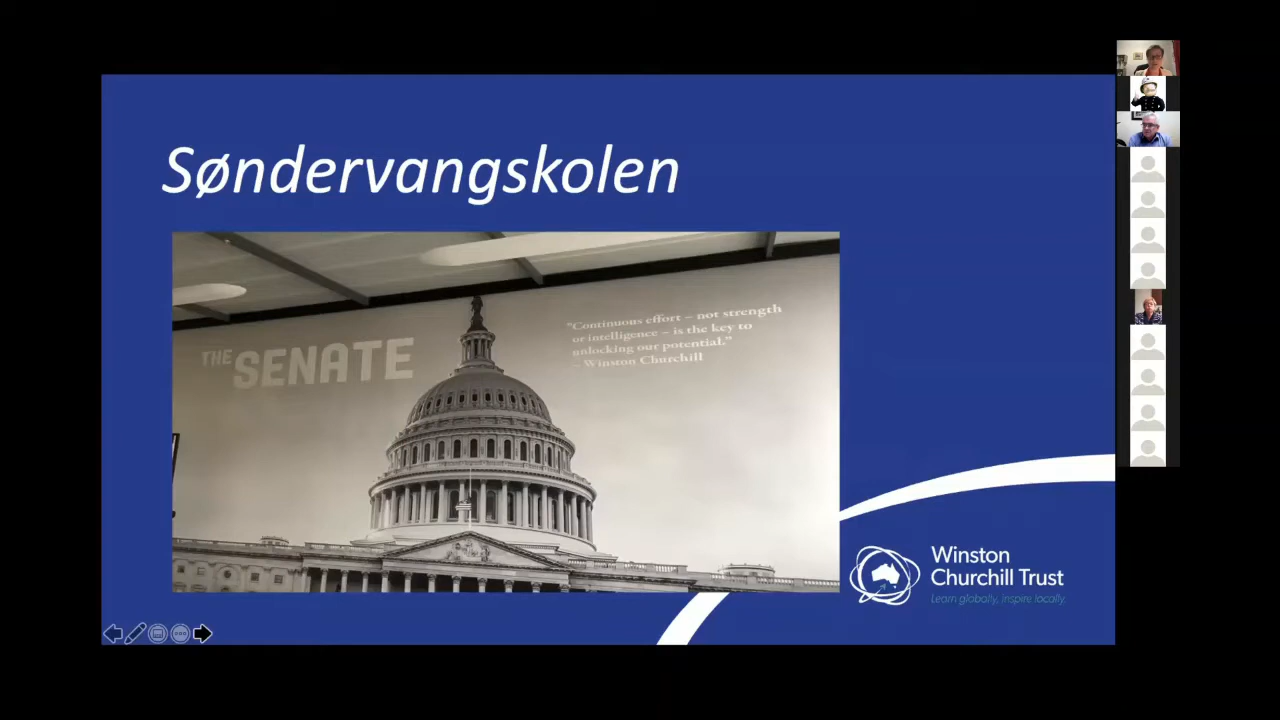 Søndervangskolen
THE SENATE
"Continuous effort – not strength
or intelligence – is the key to
unlocking our potential."
– Winston Churchill
Winston
Churchill Trust
Learn globally, inspire locally.